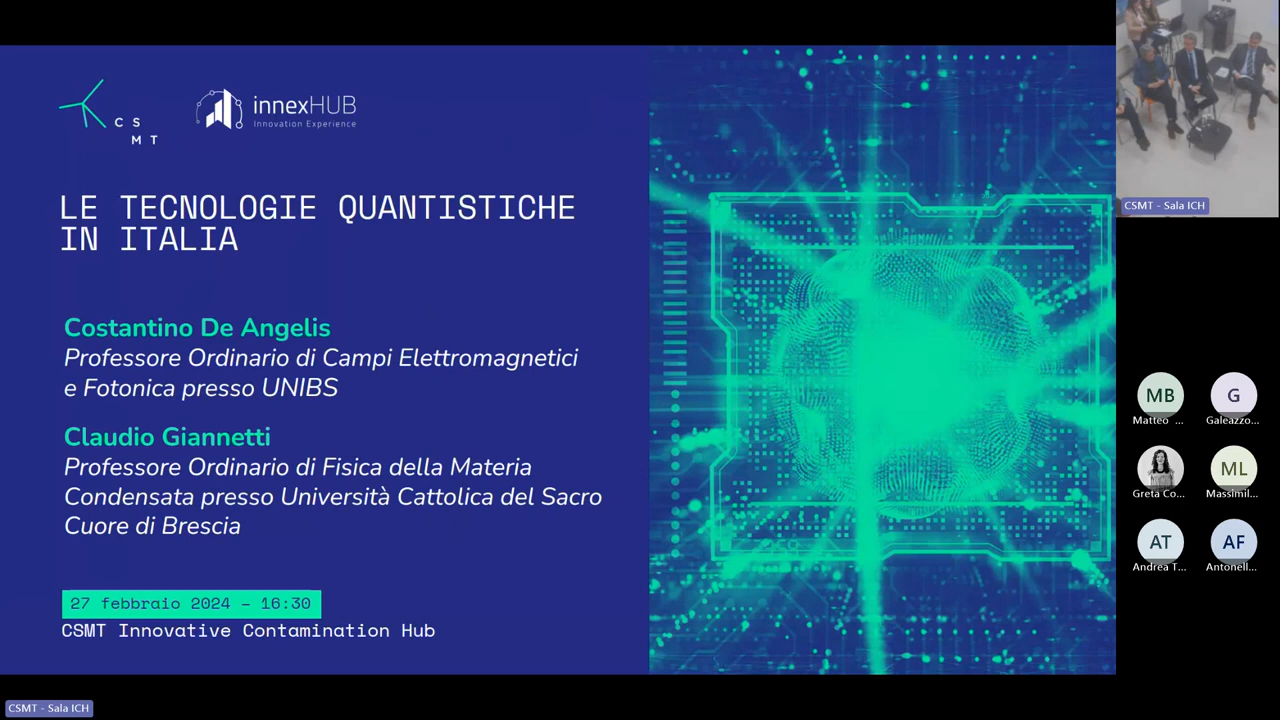 CS
MT
innexHUB
Innovation Experience
LE TECNOLOGIE QUANTISTICHE
IN ITALIA
Costantino De Angelis
Professore Ordinario di Campi Elettromagnetici
e Fotonica presso UNIBS
Claudio Giannetti
Professore Ordinario di Fisica della Materia
Condensata presso Università Cattolica del Sacro
Cuore di Brescia
27 febbraio 2024 – 16:30
CSMT Innovative Contamination Hub
CSMT - Sala ICH
CSMT - Sala ICH
MB
G
Matteo ...
Galeazzo...
ML
Greta Co...
Massimil...
AT
AF
Andrea T...
Antonell...